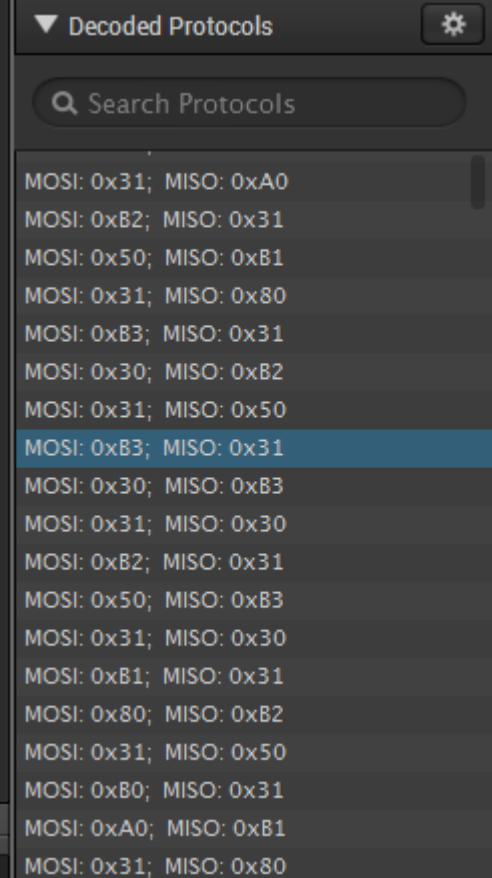 Decoded Protocols
Search Protocols
MOSI: 0x31;  MISO: 0xA0
MOSI: 0xB2;  MISO: 0x31
MOSI: 0x50;  MISO: 0xB1
MOSI: 0x31;  MISO: 0x80
MOSI: 0xB3;  MISO: 0x31
MOSI: 0x30;  MISO: 0xB2
MOSI: 0x31;  MISO: 0x50
MOSI: 0xB3;  MISO: 0x31
MOSI: 0x30;  MISO: 0xB3
MOSI: 0x31;  MISO: 0x30
MOSI: 0xB2;  MISO: 0x31
MOSI: 0x50;  MISO: 0xB3
MOSI: 0x31;  MISO: 0x30
MOSI: 0xB1;  MISO: 0x31
MOSI: 0x80;  MISO: 0xB2
MOSI: 0x31;  MISO: 0x50
MOSI: 0xB0;  MISO: 0x31
MOSI: 0xA0;  MISO: 0xB1
MOSI: 0x31;  MISO: 0x80